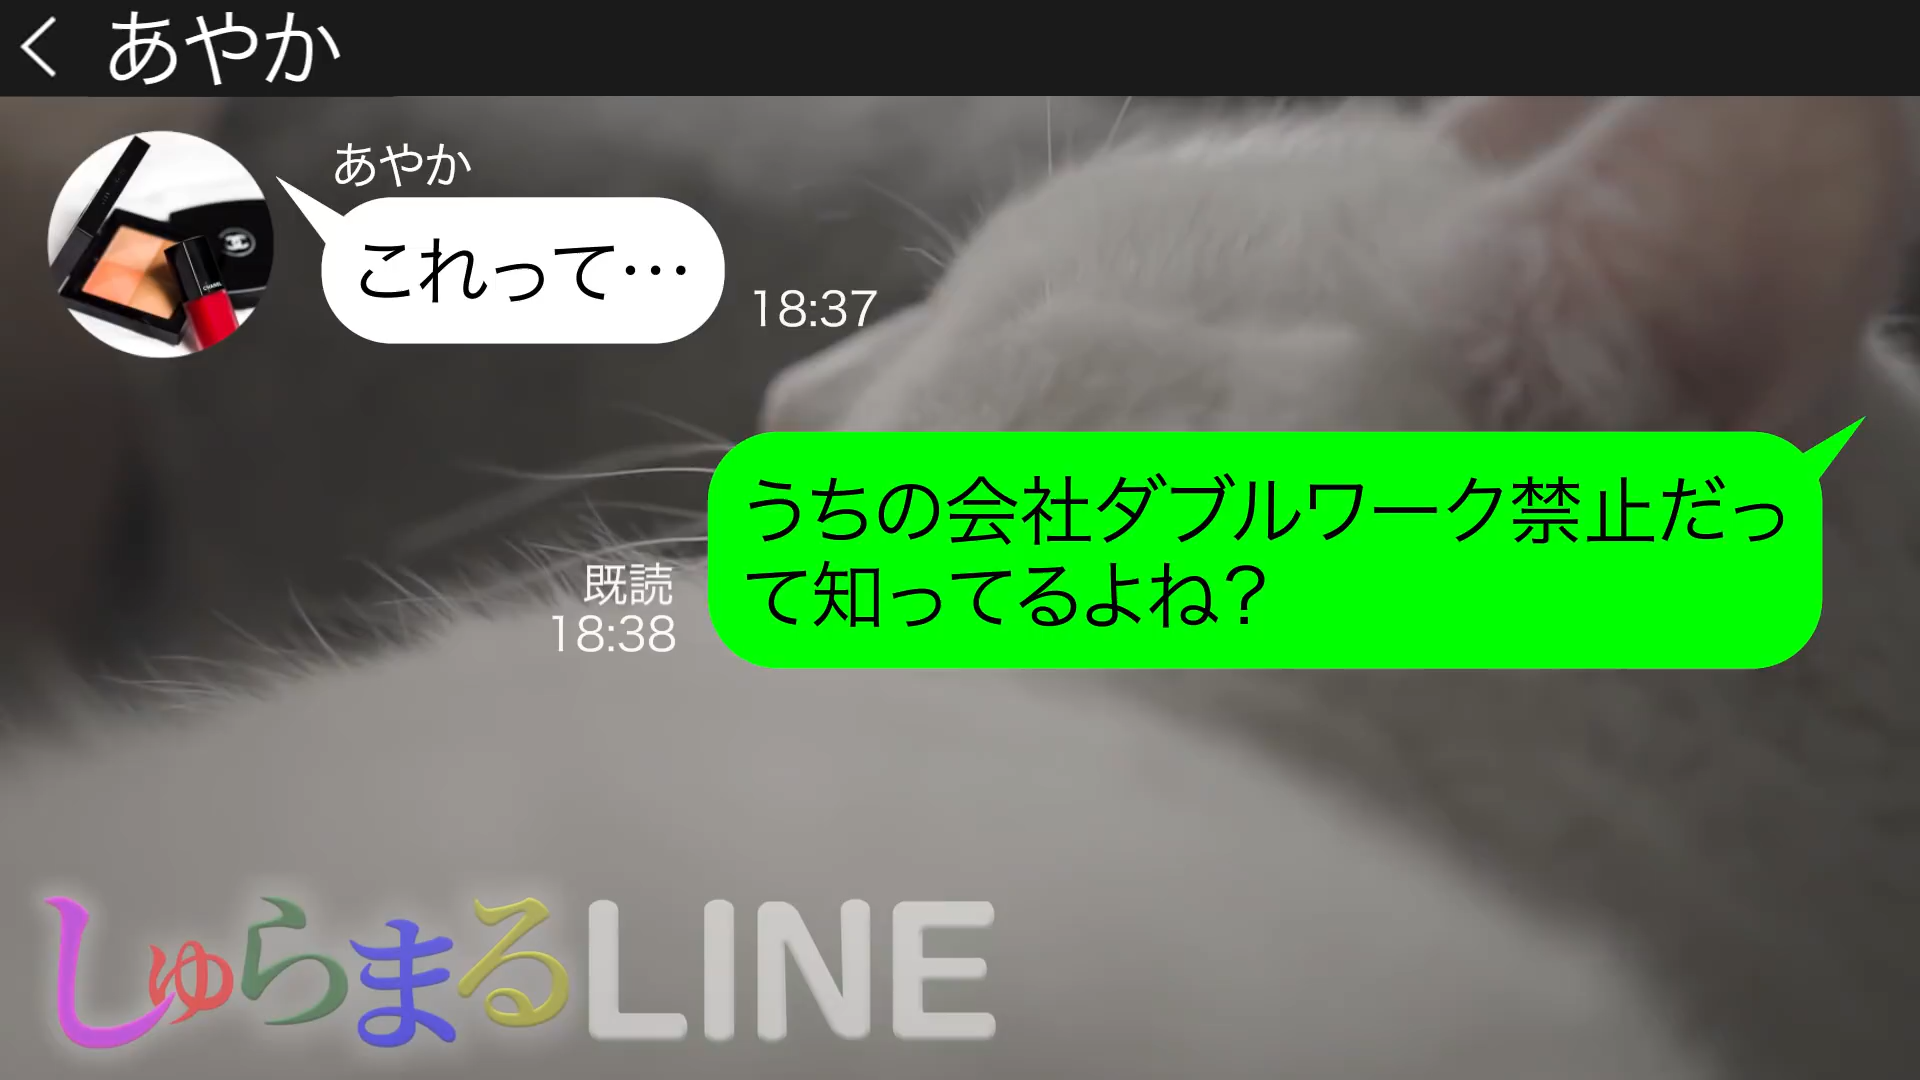 あやか
あやか
これって…
18:37
うちの会社ダブルワーク禁止だっ
て知ってるよね？
既読
18:38
しゅらまるLINE
CHANEL